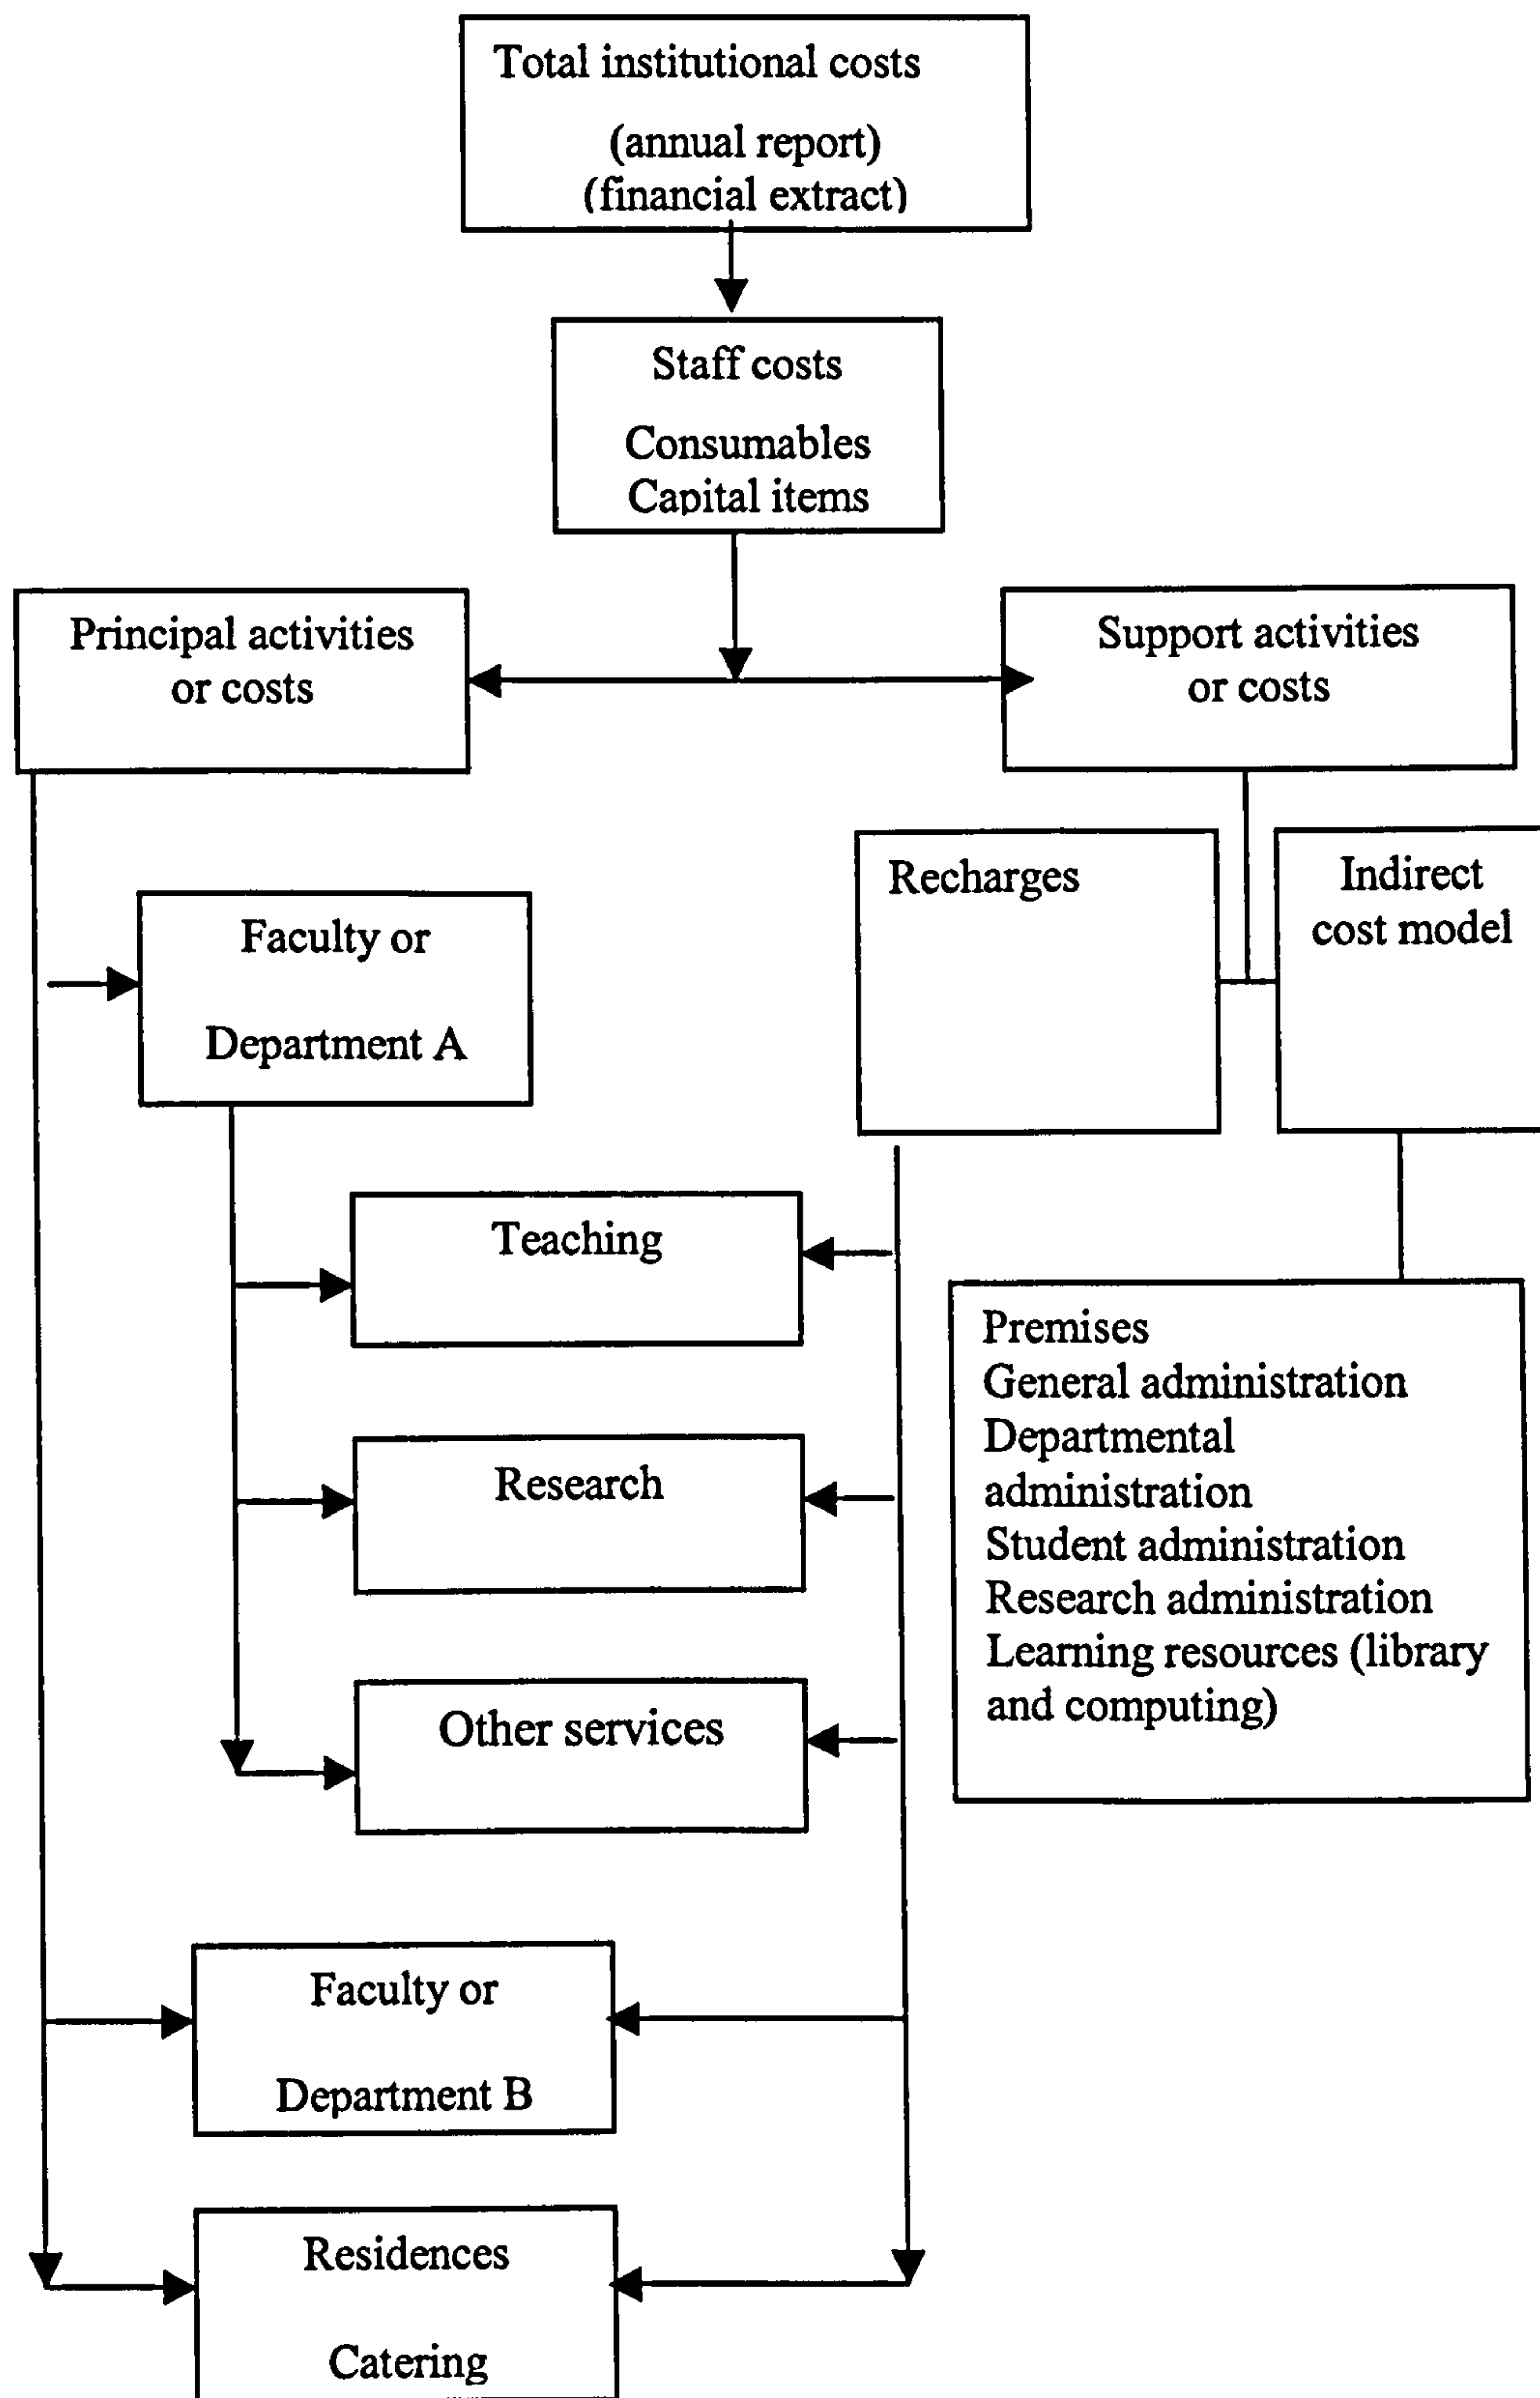 Total institutional costs
(annual report)
(financial extract)
Staff costs
Consumables
Capital items
Principal activities
or costs
Support activities
or costs
Recharges
Indirect
cost model
Faculty or
Department A
Teaching
Research
Other services
Premises
General administration
Departmental
administration
Student administration
Research administration
Learning resources (library
and computing)
Faculty or
Department B
Residences
Catering